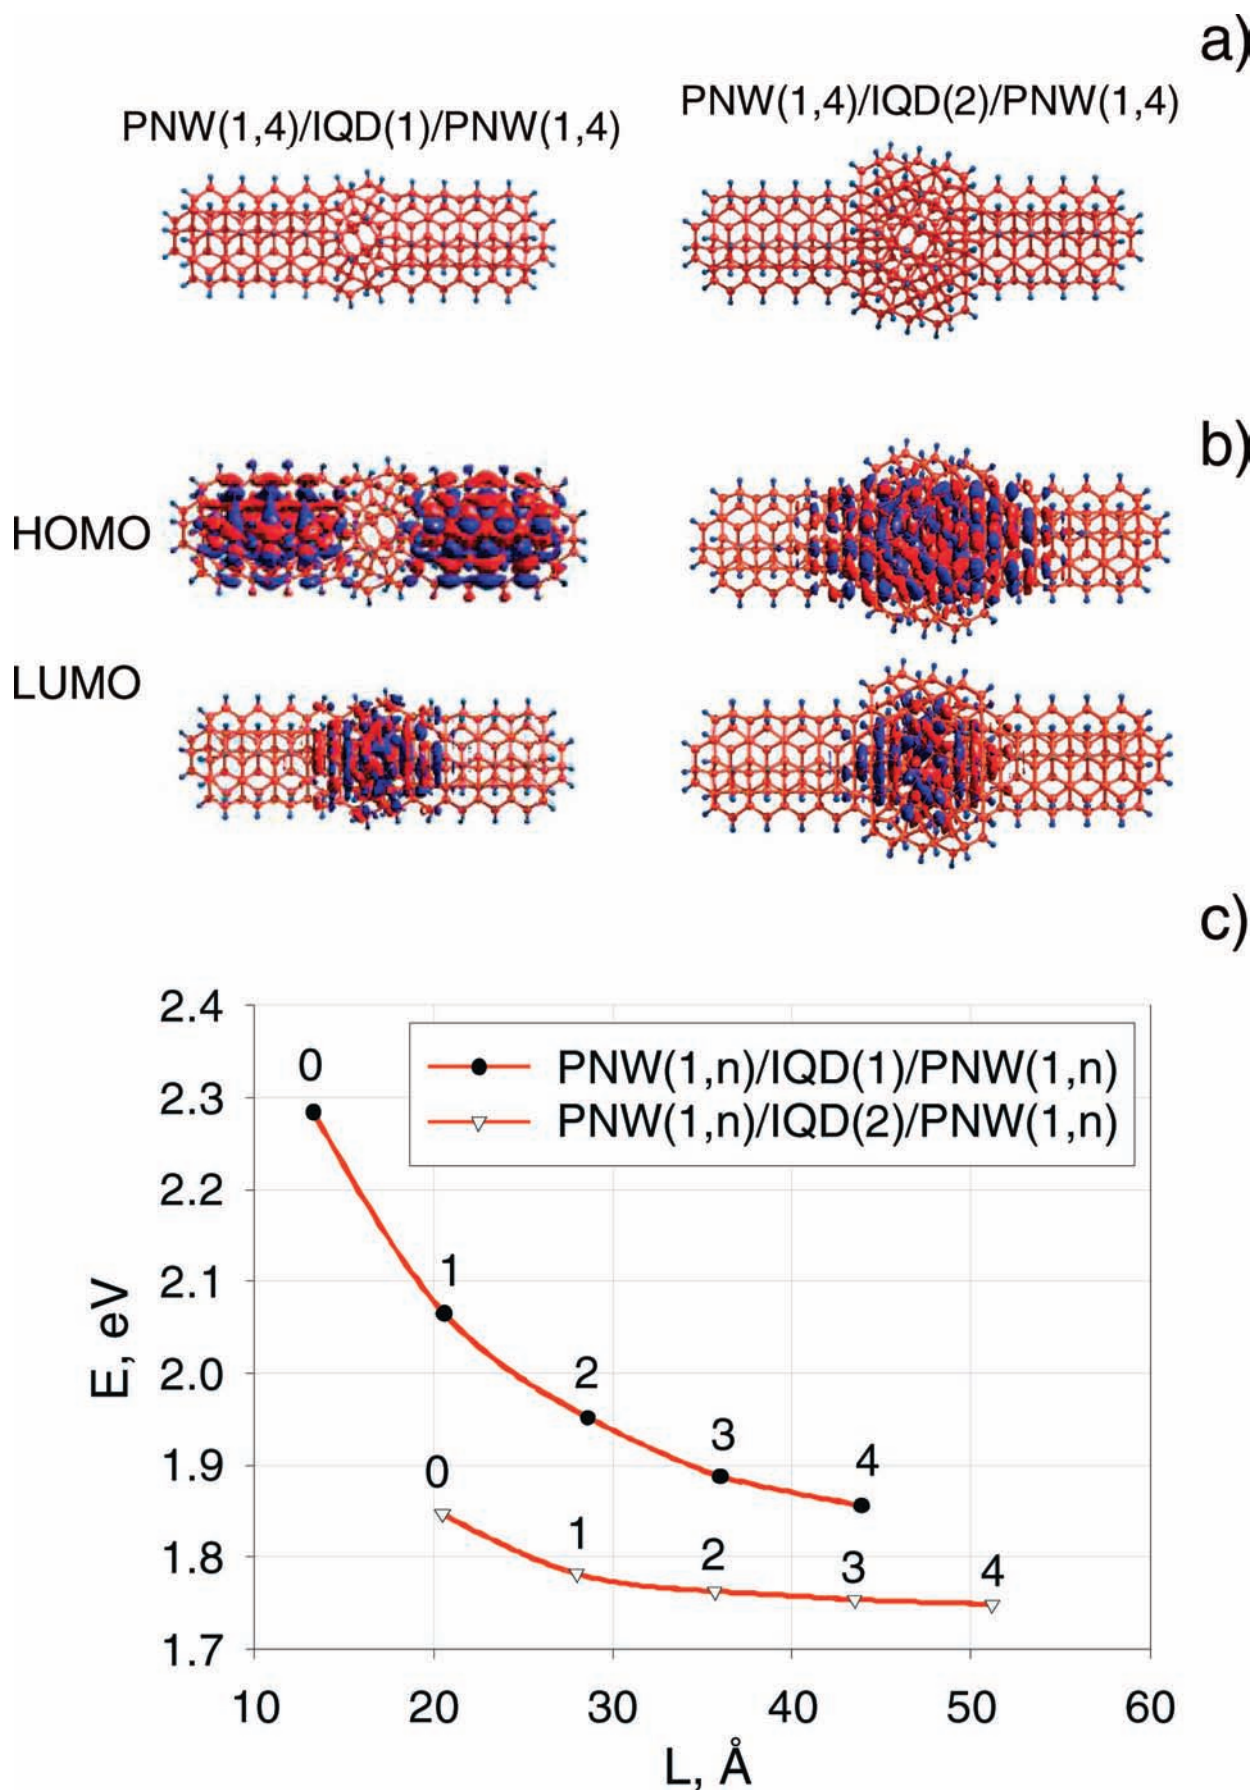 a)
PNW(1,4)/IQD(1)/PNW(1,4)
PNW(1,4)/IQD(2)/PNW(1,4)
b)
HOMO
LUMO
c)
2.4
2.3
2.2
2.1
2.0
1.9
1.8
1.7
E, eV
PNW(1,n)/IQD(1)/PNW(1,n)
PNW(1,n)/IQD(2)/PNW(1,n)
0
1
2
3
4
0
1
2
3
4
10 20 30 40 50 60
L, Å